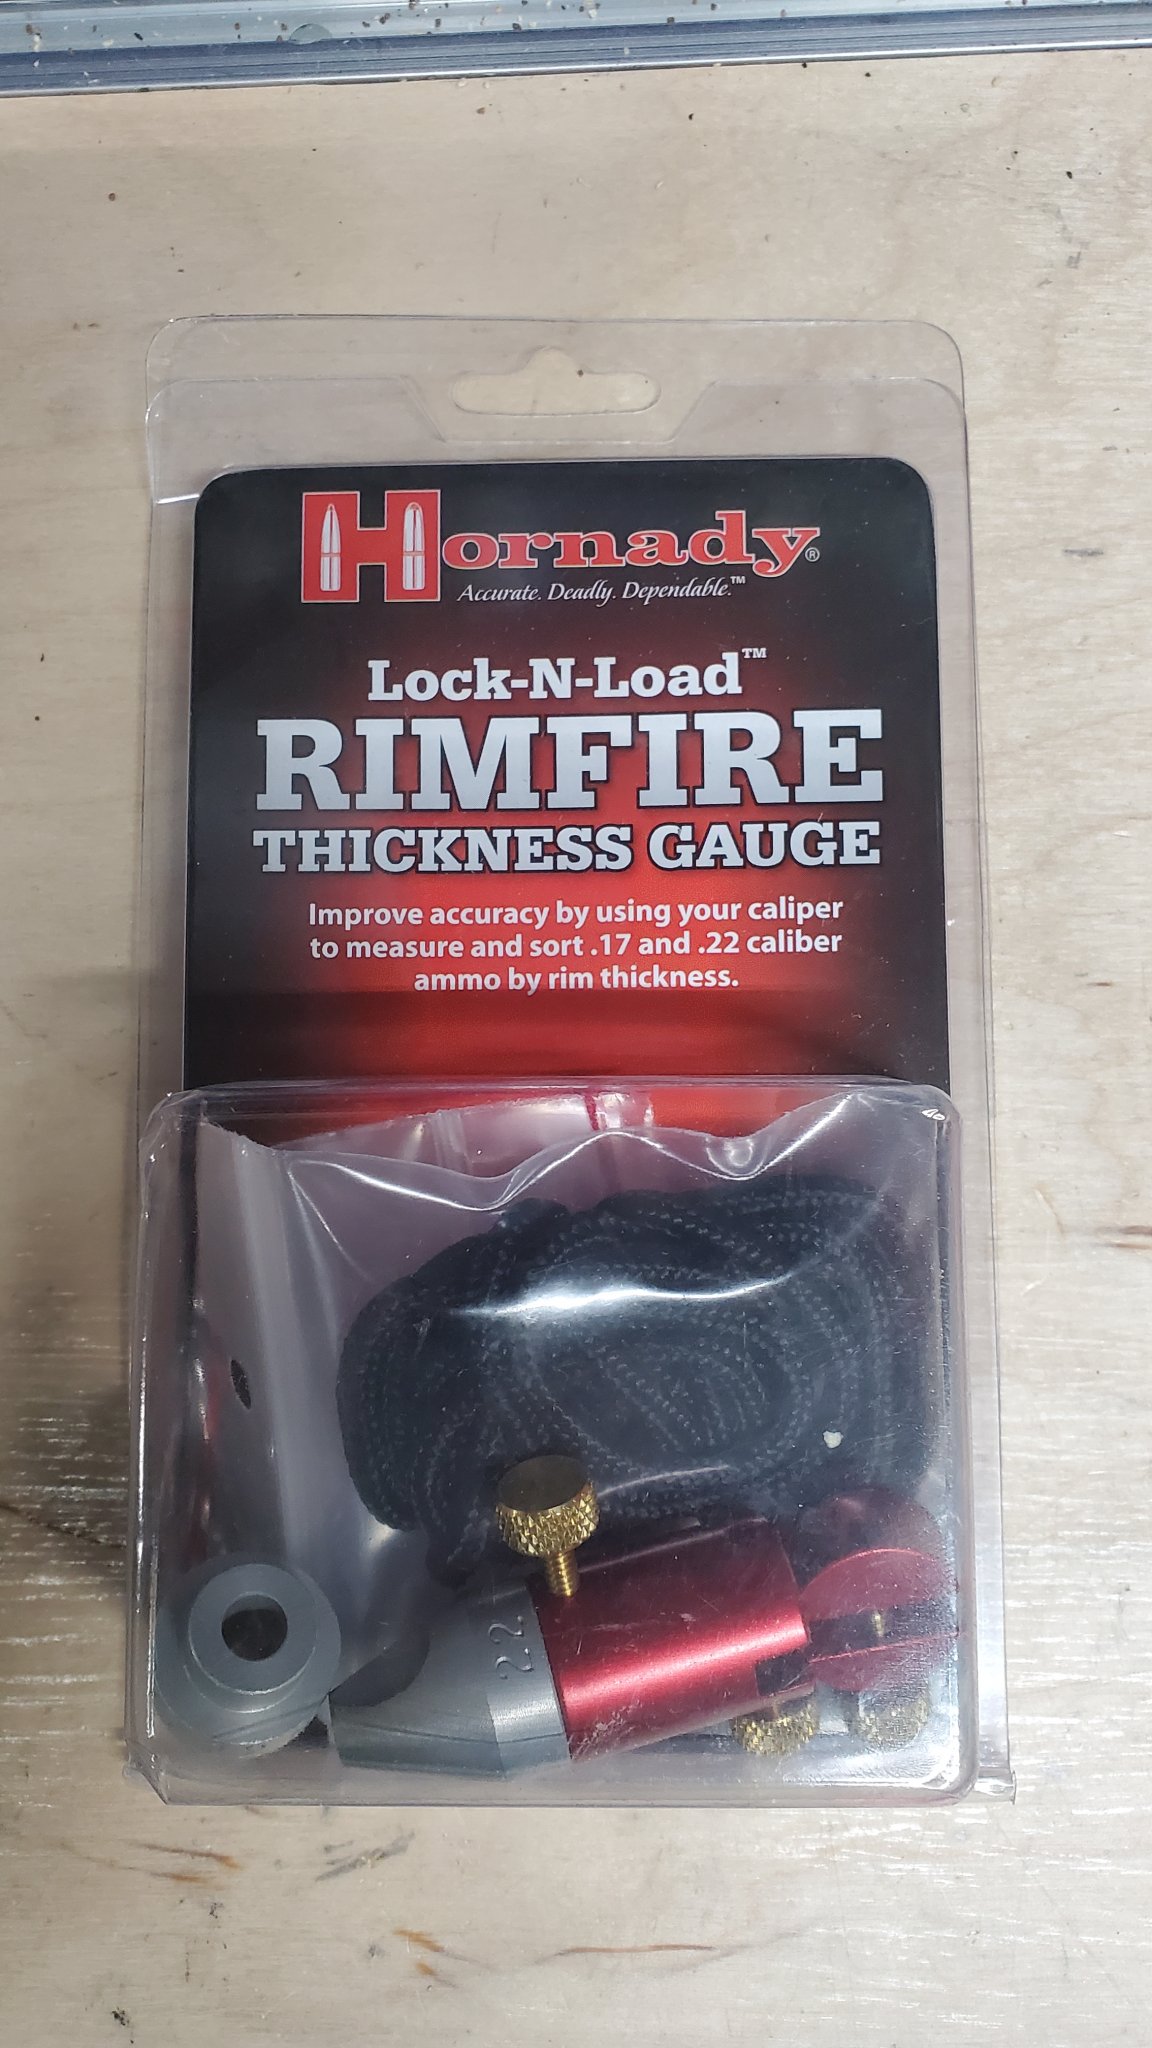 Hornady®
Accurate. Deadly. Dependable.™
Lock-N-Load™
RIMFIRE
THICKNESS GAUGE
Improve accuracy by using your caliper
to measure and sort .17 and .22 caliber
ammo by rim thickness.
22